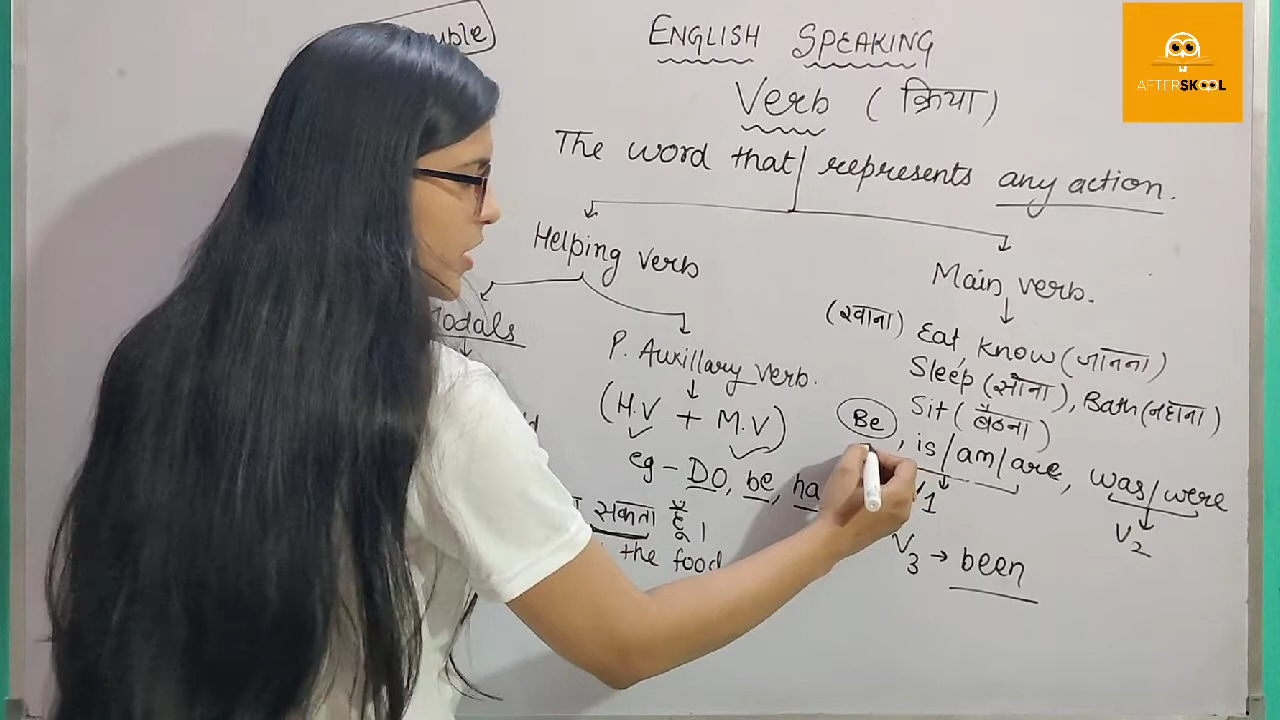 ENGLISH SPEAKING
AFTERSKOOL
Verb (क्रिया)
The word that represents any action.
Helping verb
Main verb.
Modals
P. Auxillary verb.
(H.V + M.V)
eg - DO, be,
(खाना) Eat, know (जानना)
Sleep (सोना), Bath (नहाना)
Sit (बैठना)
Be, is/am/are, was/were
V2
V3 → been
सकता हूँ।
the food